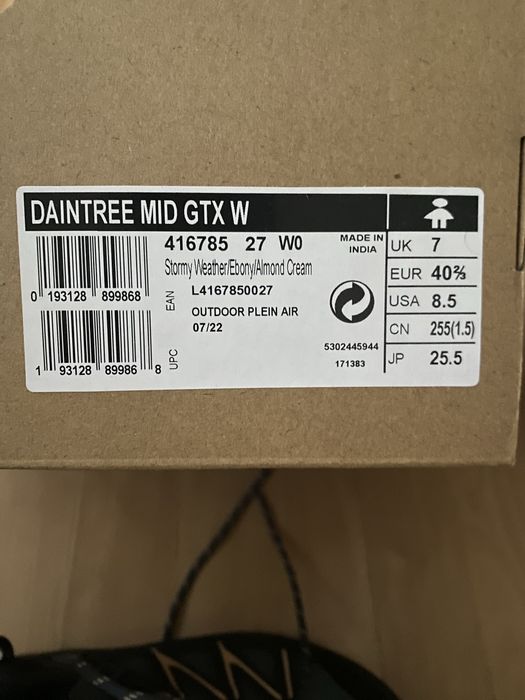 DAINTREE MID GTX W
416785 27 W0
MADE IN
INDIA
Stormy Weather/Ebony/Almond Cream
L4167850027
OUTDOOR PLEIN AIR
07/22
5302445944
171383
0 193128 899868
EAN
1 93128 89986 8
UPC
UK 7
EUR 40⅔
USA 8.5
CN 255(1.5)
JP 25.5